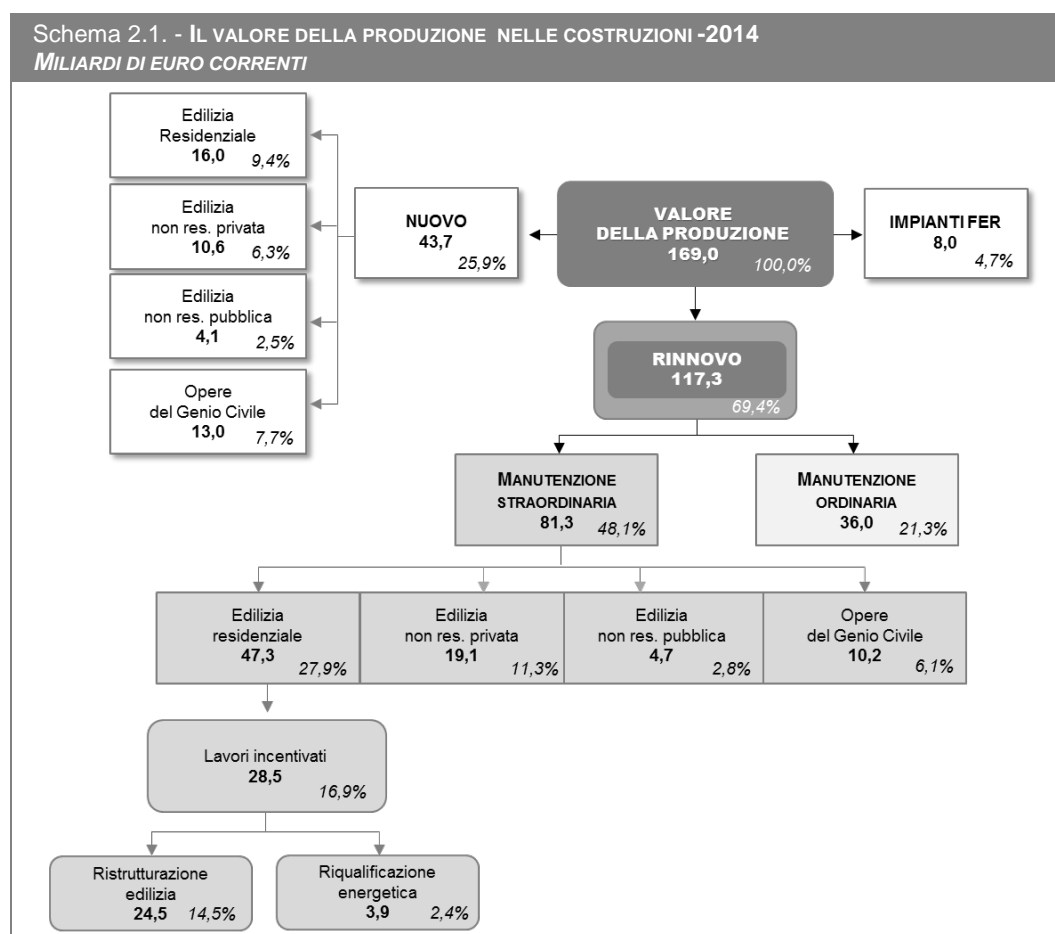 Schema 2.1. - IL VALORE DELLA PRODUZIONE NELLE COSTRUZIONI -2014
MILIARDI DI EURO CORRENTI
Edilizia
Residenziale
16,0 9,4%
Edilizia
non res. privata
10,6 6,3%
Edilizia
non res. pubblica
4,1 2,5%
Opere
del Genio Civile
13,0 7,7%
NUOVO
43,7
25,9%
VALORE
DELLA PRODUZIONE
169,0
100,0%
IMPIANTI FER
8,0
4,7%
RINNOVO
117,3
69,4%
MANUTENZIONE
STRAORDINARIA
81,3 48,1%
MANUTENZIONE
ORDINARIA
36,0 21,3%
Edilizia
residenziale
47,3
27,9%
Edilizia
non res. privata
19,1
11,3%
Edilizia
non res. pubblica
4,7
2,8%
Opere
del Genio Civile
10,2
6,1%
Lavori incentivati
28,5
16,9%
Ristrutturazione
edilizia
24,5 14,5%
Riqualificazione
energetica
3,9 2,4%